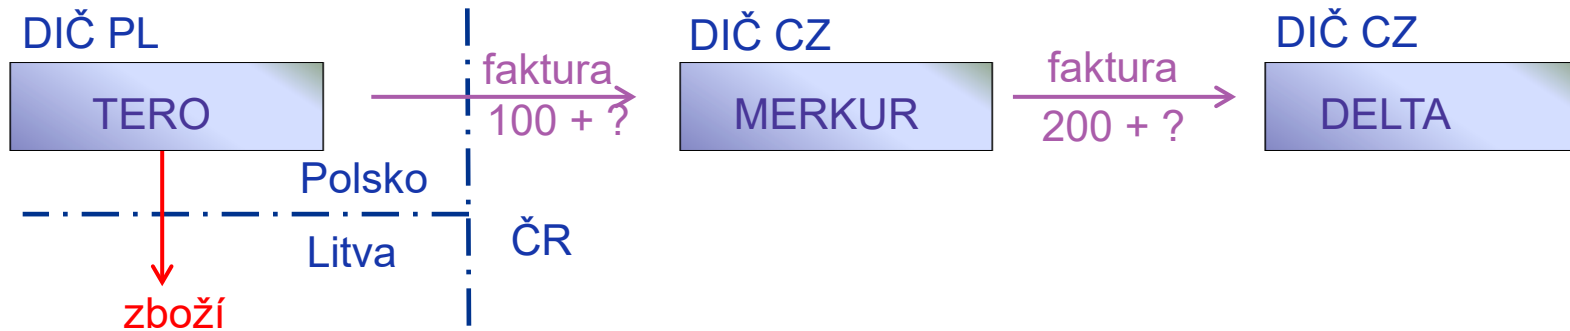 DIČ PL
TERO
faktura
100 + ?
DIČ CZ
MERKUR
faktura
200 + ?
DIČ CZ
DELTA
Polsko
Litva
ČR
zboží